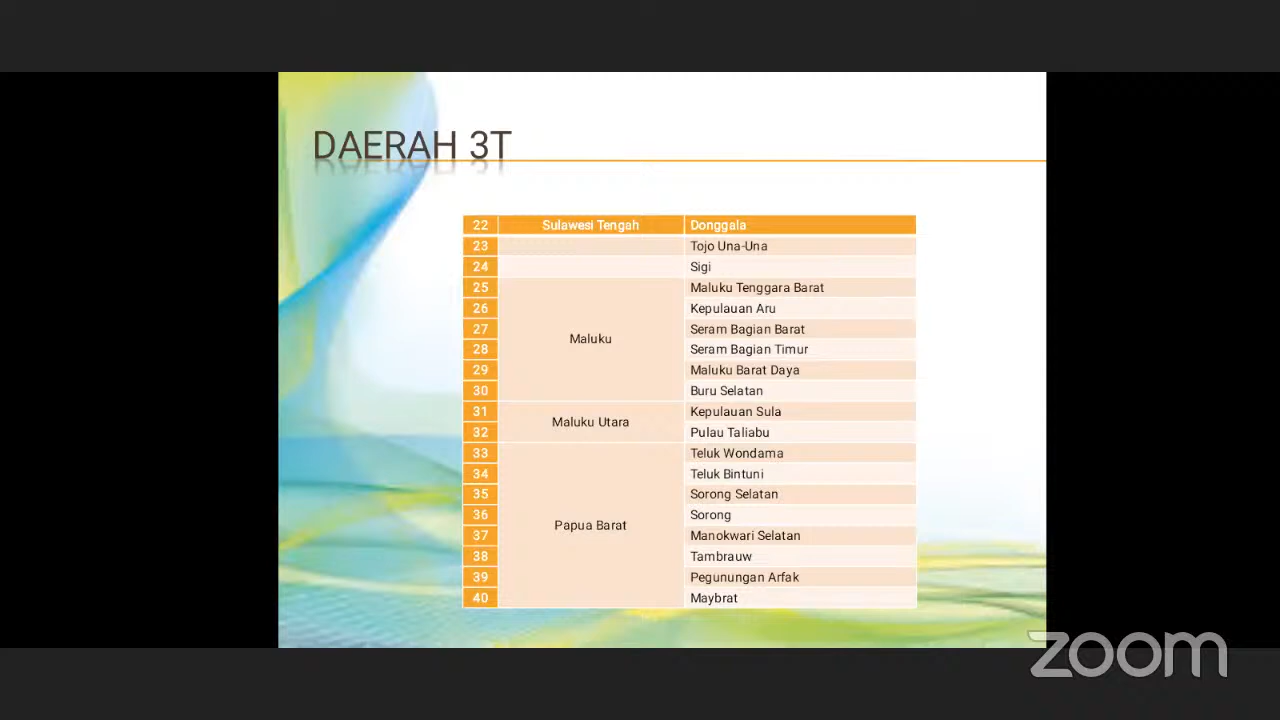 DAERAH 3T
22 Sulawesi Tengah Donggala
23 Tojo Una-Una
24 Sigi
25 Maluku Tenggara Barat
26 Kepulauan Aru
27 Seram Bagian Barat
Maluku
28 Seram Bagian Timur
29 Maluku Barat Daya
30 Buru Selatan
31 Kepulauan Sula
Maluku Utara
32 Pulau Taliabu
33 Teluk Wondama
34 Teluk Bintuni
35 Sorong Selatan
36 Sorong
Papua Barat
37 Manokwari Selatan
38 Tambrauw
39 Pegunungan Arfak
40 Maybrat
zoom